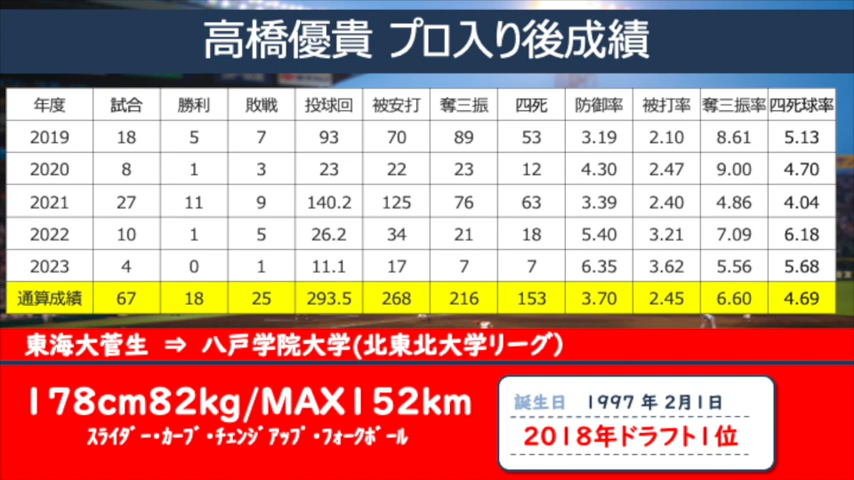 高橋優貴 プロ入り後成績
年度 試合 勝利 敗戦 投球回 被安打 奪三振 四死 防御率 被打率 奪三振率 四死球率
2019 18 5 7 93 70 89 53 3.19 2.10 8.61 5.13
2020 8 1 3 23 22 23 12 4.30 2.47 9.00 4.70
2021 27 11 9 140.2 125 76 63 3.39 2.40 4.86 4.04
2022 10 1 5 26.2 34 21 18 5.40 3.21 7.09 6.18
2023 4 0 1 11.1 17 7 7 6.35 3.62 5.56 5.68
通算成績 67 18 25 293.5 268 216 153 3.70 2.45 6.60 4.69
東海大菅生 ⇒ 八戸学院大学(北東北大学リーグ)
178cm82kg/MAX152km
ｽﾗｲﾀﾞｰ・ｶｰﾌﾞ・ﾁｪﾝｼﾞｱｯﾌﾟ・ﾌｫｰｸﾎﾞｰﾙ
誕生日 1997年2月1日
2018年ドラフト1位